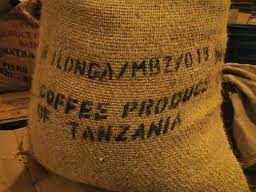 ILONGA/MBZ/013
COFFEE PRODUCE
OF TANZANIA